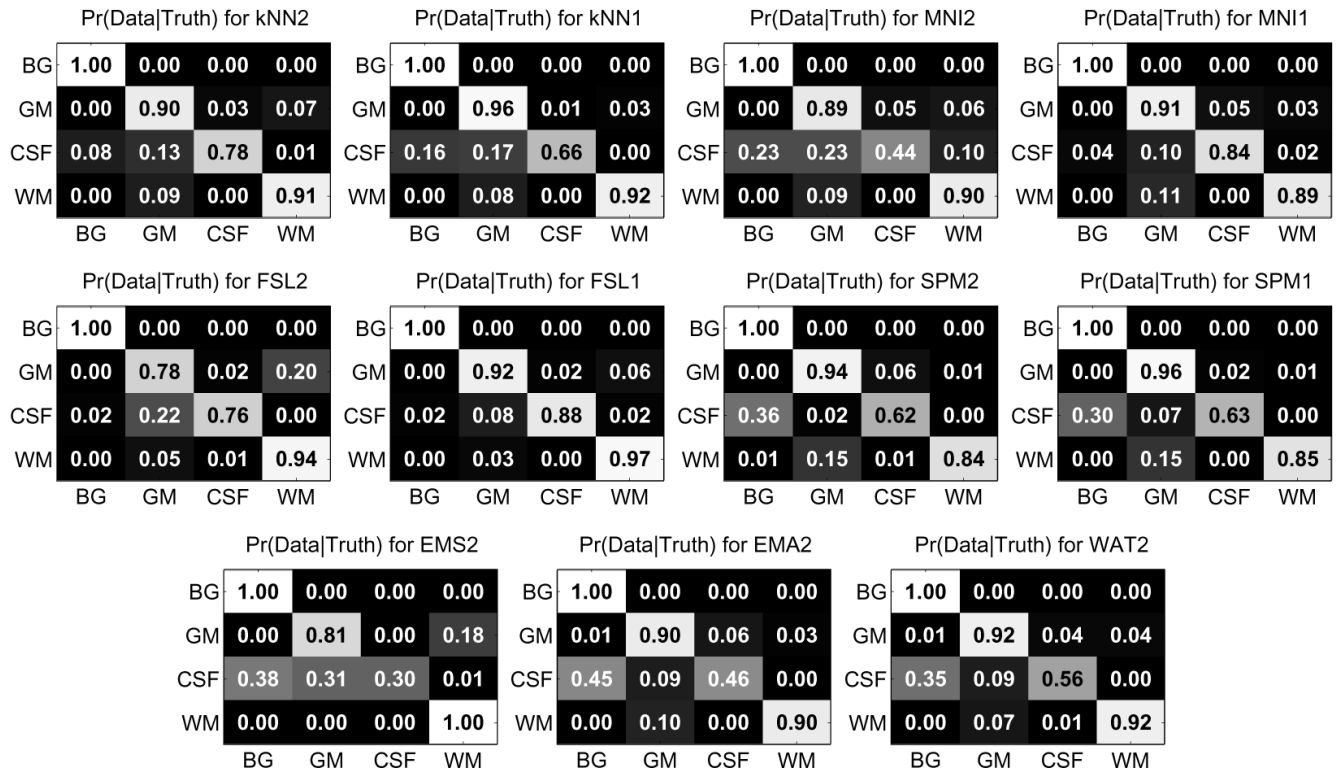 Pr(Data|Truth) for kNN2 Pr(Data|Truth) for kNN1 Pr(Data|Truth) for MNI2 Pr(Data|Truth) for MNI1
BG 1.00 0.00 0.00 0.00 BG 1.00 0.00 0.00 0.00 BG 1.00 0.00 0.00 0.00 BG 1.00 0.00 0.00 0.00
GM 0.00 0.90 0.03 0.07 GM 0.00 0.96 0.01 0.03 GM 0.00 0.89 0.05 0.06 GM 0.00 0.91 0.05 0.03
CSF 0.08 0.13 0.78 0.01 CSF 0.16 0.17 0.66 0.00 CSF 0.23 0.23 0.44 0.10 CSF 0.04 0.10 0.84 0.02
WM 0.00 0.09 0.00 0.91 WM 0.00 0.08 0.00 0.92 WM 0.00 0.09 0.00 0.90 WM 0.00 0.11 0.00 0.89
BG GM CSF WM BG GM CSF WM BG GM CSF WM BG GM CSF WM
Pr(Data|Truth) for FSL2 Pr(Data|Truth) for FSL1 Pr(Data|Truth) for SPM2 Pr(Data|Truth) for SPM1
BG 1.00 0.00 0.00 0.00 BG 1.00 0.00 0.00 0.00 BG 1.00 0.00 0.00 0.00 BG 1.00 0.00 0.00 0.00
GM 0.00 0.78 0.02 0.20 GM 0.00 0.92 0.02 0.06 GM 0.00 0.94 0.06 0.01 GM 0.00 0.96 0.02 0.01
CSF 0.02 0.22 0.76 0.00 CSF 0.02 0.08 0.88 0.02 CSF 0.36 0.02 0.62 0.00 CSF 0.30 0.07 0.63 0.00
WM 0.00 0.05 0.01 0.94 WM 0.00 0.03 0.00 0.97 WM 0.01 0.15 0.01 0.84 WM 0.00 0.15 0.00 0.85
BG GM CSF WM BG GM CSF WM BG GM CSF WM BG GM CSF WM
Pr(Data|Truth) for EMS2 Pr(Data|Truth) for EMA2 Pr(Data|Truth) for WAT2
BG 1.00 0.00 0.00 0.00 BG 1.00 0.00 0.00 0.00 BG 1.00 0.00 0.00 0.00
GM 0.00 0.81 0.00 0.18 GM 0.01 0.90 0.06 0.03 GM 0.01 0.92 0.04 0.04
CSF 0.38 0.31 0.30 0.01 CSF 0.45 0.09 0.46 0.00 CSF 0.35 0.09 0.56 0.00
WM 0.00 0.00 0.00 1.00 WM 0.00 0.10 0.00 0.90 WM 0.00 0.07 0.01 0.92
BG GM CSF WM BG GM CSF WM BG GM CSF WM